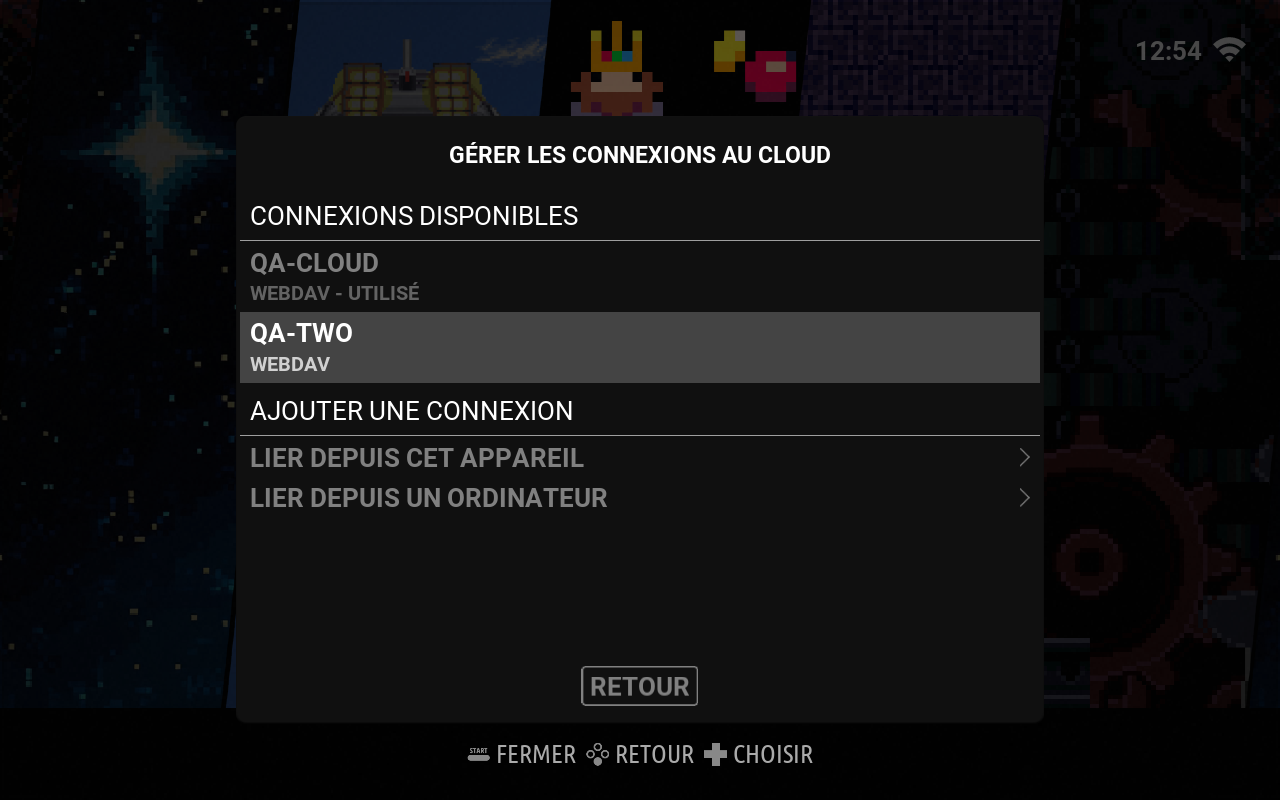 12:54
GÉRER LES CONNEXIONS AU CLOUD
CONNEXIONS DISPONIBLES
QA-CLOUD
WEBDAV - UTILISÉ
QA-TWO
WEBDAV
AJOUTER UNE CONNEXION
LIER DEPUIS CET APPAREIL
LIER DEPUIS UN ORDINATEUR
RETOUR
START FERMER RETOUR CHOISIR